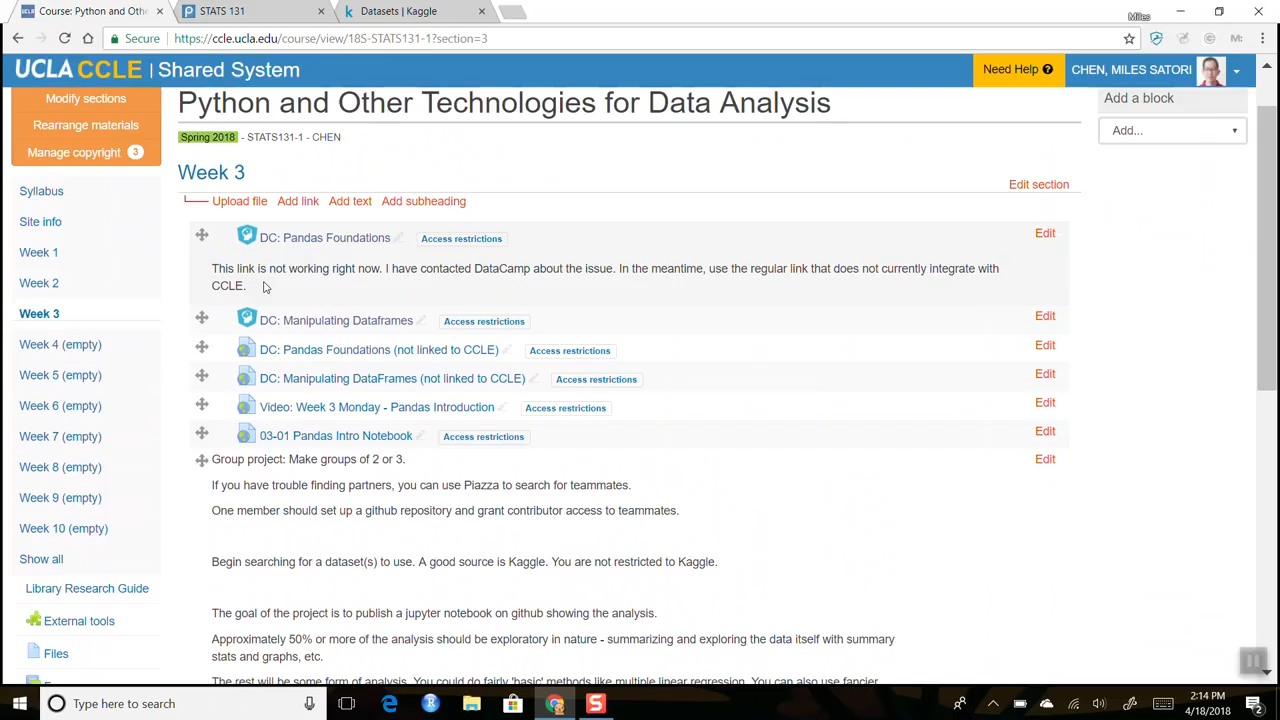 Course: Python and Othe
STATS 131
Datasets | Kaggle
Miles
Secure
https://ccle.ucla.edu/course/view/18S-STATS131-1?section=3
UCLA CCLE | Shared System
Need Help
CHEN, MILES SATORI
Modify sections
Rearrange materials
Manage copyright 3
Syllabus
Site info
Week 1
Week 2
Week 3
Week 4 (empty)
Week 5 (empty)
Week 6 (empty)
Week 7 (empty)
Week 8 (empty)
Week 9 (empty)
Week 10 (empty)
Show all
Library Research Guide
External tools
Files
Python and Other Technologies for Data Analysis
Spring 2018 - STATS131-1 - CHEN
Week 3
Edit section
Upload file Add link Add text Add subheading
DC: Pandas Foundations Access restrictions Edit
This link is not working right now. I have contacted DataCamp about the issue. In the meantime, use the regular link that does not currently integrate with
CCLE.
DC: Manipulating Dataframes Access restrictions Edit
DC: Pandas Foundations (not linked to CCLE) Access restrictions Edit
DC: Manipulating DataFrames (not linked to CCLE) Access restrictions Edit
Video: Week 3 Monday - Pandas Introduction Access restrictions Edit
03-01 Pandas Intro Notebook Access restrictions Edit
Group project: Make groups of 2 or 3. Edit
If you have trouble finding partners, you can use Piazza to search for teammates.
One member should set up a github repository and grant contributor access to teammates.
Begin searching for a dataset(s) to use. A good source is Kaggle. You are not restricted to Kaggle.
The goal of the project is to publish a jupyter notebook on github showing the analysis.
Approximately 50% or more of the analysis should be exploratory in nature - summarizing and exploring the data itself with summary
stats and graphs, etc.
The rest will be some form of analysis. You could do fairly 'basic' methods like multiple linear regression. You can also use fancier
Add a block
Add...
Type here to search
2:14 PM
4/18/2018
2